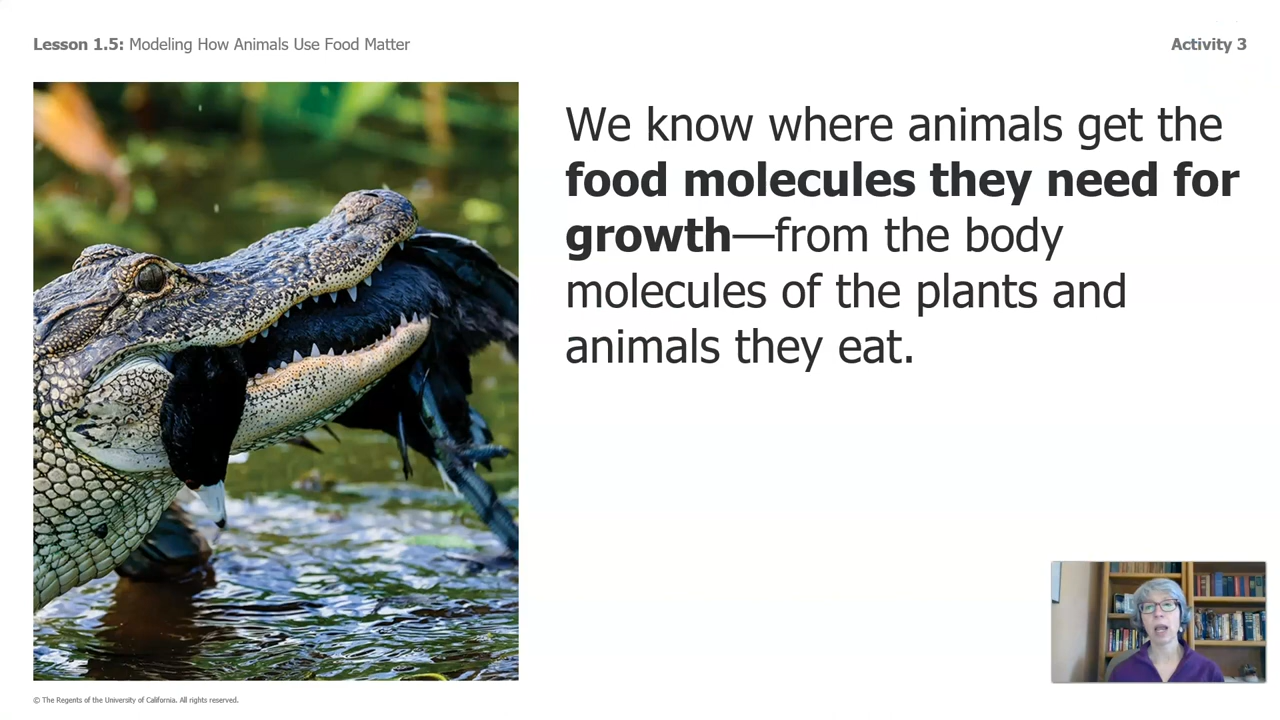 Lesson 1.5: Modeling How Animals Use Food Matter
Activity 3
We know where animals get the
food molecules they need for
growth—from the body
molecules of the plants and
animals they eat.
© The Regents of the University of California. All rights reserved.